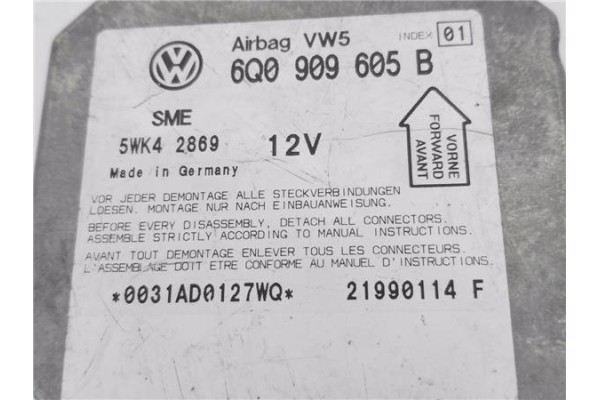 Airbag VW5 INDEX 01
6Q0 909 605 B
SME
5WK4 2869 12V
Made in Germany
VORNE
FORWARD
AVANT
VOR JEDER DEMONTAGE ALLE STECKVERBINDUNGEN
LOESEN. MONTAGE NUR NACH EINBAUANWEISUNG.
BEFORE EVERY DISASSEMBLY, DETACH ALL CONNECTORS.
ASSEMBLE STRICTLY ACCORDING TO MANUAL INSTRUCTIONS.
AVANT TOUT DEMONTAGE ENLEVER TOUS LES CONNECTEURS.
L'ASSEMBLAGE DOIT ETRE CONFORME AU MANUEL D'INSTRUCTIONS.
*0031AD0127WQ* 21990114 F